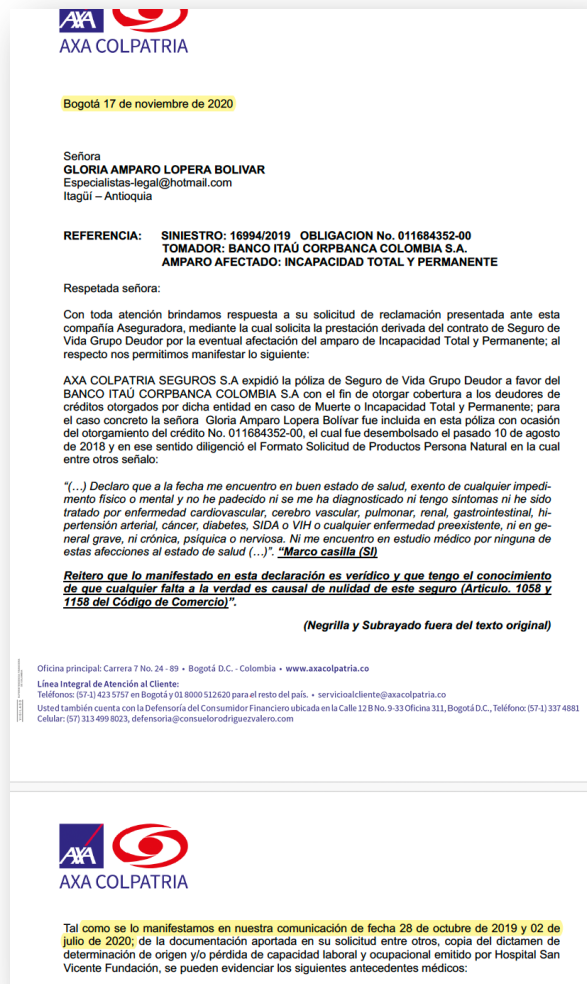 AXA
AXA COLPATRIA
Bogotá 17 de noviembre de 2020
Señora
GLORIA AMPARO LOPERA BOLIVAR
Especialistas-legal@hotmail.com
Itagüí – Antioquia
REFERENCIA: SINIESTRO: 16994/2019 OBLIGACION No. 011684352-00
TOMADOR: BANCO ITAÚ CORPBANCA COLOMBIA S.A.
AMPARO AFECTADO: INCAPACIDAD TOTAL Y PERMANENTE
Respetada señora:
Con toda atención brindamos respuesta a su solicitud de reclamación presentada ante esta
compañía Aseguradora, mediante la cual solicita la prestación derivada del contrato de Seguro de
Vida Grupo Deudor por la eventual afectación del amparo de Incapacidad Total y Permanente; al
respecto nos permitimos manifestar lo siguiente:
AXA COLPATRIA SEGUROS S.A expidió la póliza de Seguro de Vida Grupo Deudor a favor del
BANCO ITAÚ CORPBANCA COLOMBIA S.A con el fin de otorgar cobertura a los deudores de
créditos otorgados por dicha entidad en caso de Muerte o Incapacidad Total y Permanente; para
el caso concreto la señora Gloria Amparo Lopera Bolívar fue incluida en esta póliza con ocasión
del otorgamiento del crédito No. 011684352-00, el cual fue desembolsado el pasado 10 de agosto
de 2018 y en ese sentido diligenció el Formato Solicitud de Productos Persona Natural en la cual
entre otros señalo:
“(…) Declaro que a la fecha me encuentro en buen estado de salud, exento de cualquier impedi-
mento físico o mental y no he padecido ni se me ha diagnosticado ni tengo síntomas ni he sido
tratado por enfermedad cardiovascular, cerebro vascular, pulmonar, renal, gastrointestinal, hi-
pertensión arterial, cáncer, diabetes, SIDA o VIH o cualquier enfermedad preexistente, ni en ge-
neral grave, ni crónica, psíquica o nerviosa. Ni me encuentro en estudio médico por ninguna de
estas afecciones al estado de salud (…)”. “Marco casilla (SI)
Reitero que lo manifestado en esta declaración es verídico y que tengo el conocimiento
de que cualquier falta a la verdad es causal de nulidad de este seguro (Articulo. 1058 y
1158 del Código de Comercio)”.
(Negrilla y Subrayado fuera del texto original)
Oficina principal: Carrera 7 No. 24 - 89 • Bogotá D.C. - Colombia • www.axacolpatria.co
Línea Integral de Atención al Cliente:
Teléfonos: (57-1) 423 5757 en Bogotá y 01 8000 512620 para el resto del país. • servicioalcliente@axacolpatria.co
Usted también cuenta con la Defensoría del Consumidor Financiero ubicada en la Calle 12 B No. 9-33 Oficina 311, Bogotá D.C., Teléfono: (57-1) 337 4881
Celular: (57) 313 499 8023, defensoria@consuelorodriguezvalero.com
AXA
AXA COLPATRIA
Tal como se lo manifestamos en nuestra comunicación de fecha 28 de octubre de 2019 y 02 de
julio de 2020; de la documentación aportada en su solicitud entre otros, copia del dictamen de
determinación de origen y/o pérdida de capacidad laboral y ocupacional emitido por Hospital San
Vicente Fundación, se pueden evidenciar los siguientes antecedentes médicos: